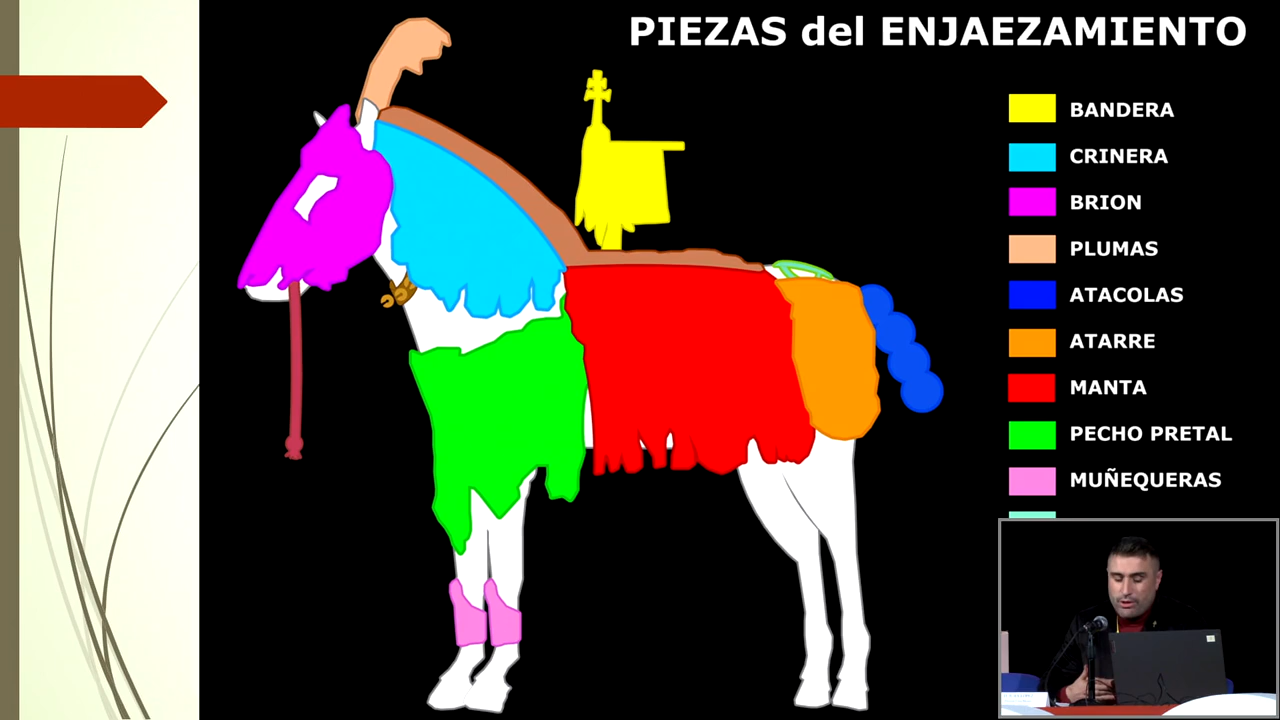 PIEZAS del ENJAEZAMIENTO
BANDERA
CRINERA
BRION
PLUMAS
ATACOLAS
ATARRE
MANTA
PECHO PRETAL
MUÑEQUERAS